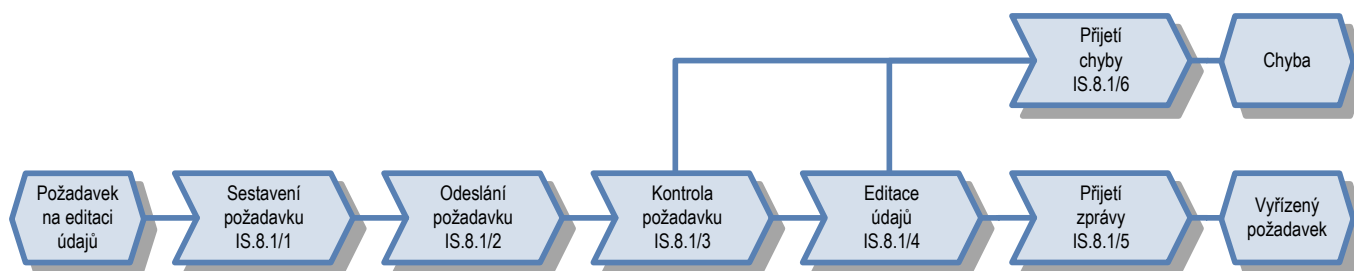 Přijetí
chyby
IS.8.1/6
Chyba
Požadavek
na editaci
údajů
Sestavení
požadavku
IS.8.1/1
Odeslání
požadavku
IS.8.1/2
Kontrola
požadavku
IS.8.1/3
Editace
údajů
IS.8.1/4
Přijetí
zprávy
IS.8.1/5
Vyřízený
požadavek